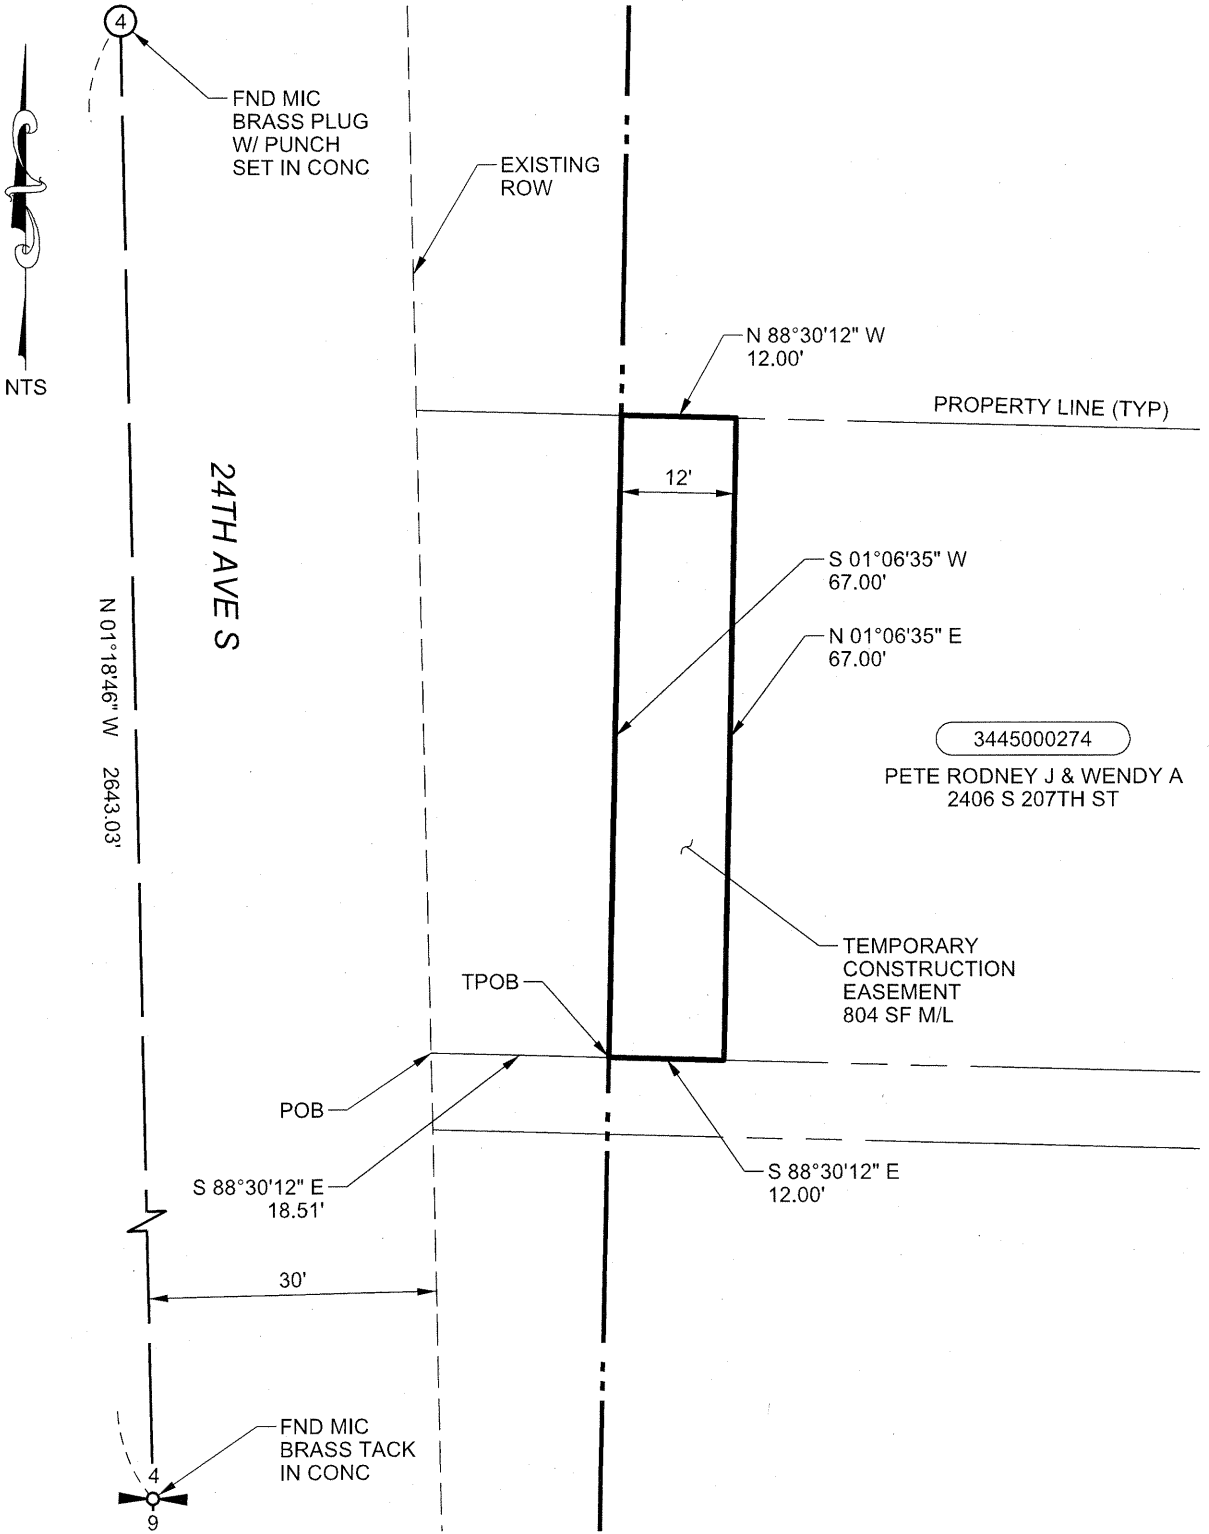 4
FND MIC
BRASS PLUG
W/ PUNCH
SET IN CONC
EXISTING
ROW
NTS
N 88°30'12" W
12.00'
PROPERTY LINE (TYP)
12'
24TH AVE S
S 01°06'35" W
67.00'
N 01°06'35" E
67.00'
N 01°18'46" W 2643.03'
3445000274
PETE RODNEY J & WENDY A
2406 S 207TH ST
TEMPORARY
CONSTRUCTION
EASEMENT
804 SF M/L
TPOB
POB
S 88°30'12" E
18.51'
S 88°30'12" E
12.00'
30'
FND MIC
BRASS TACK
IN CONC
4
9